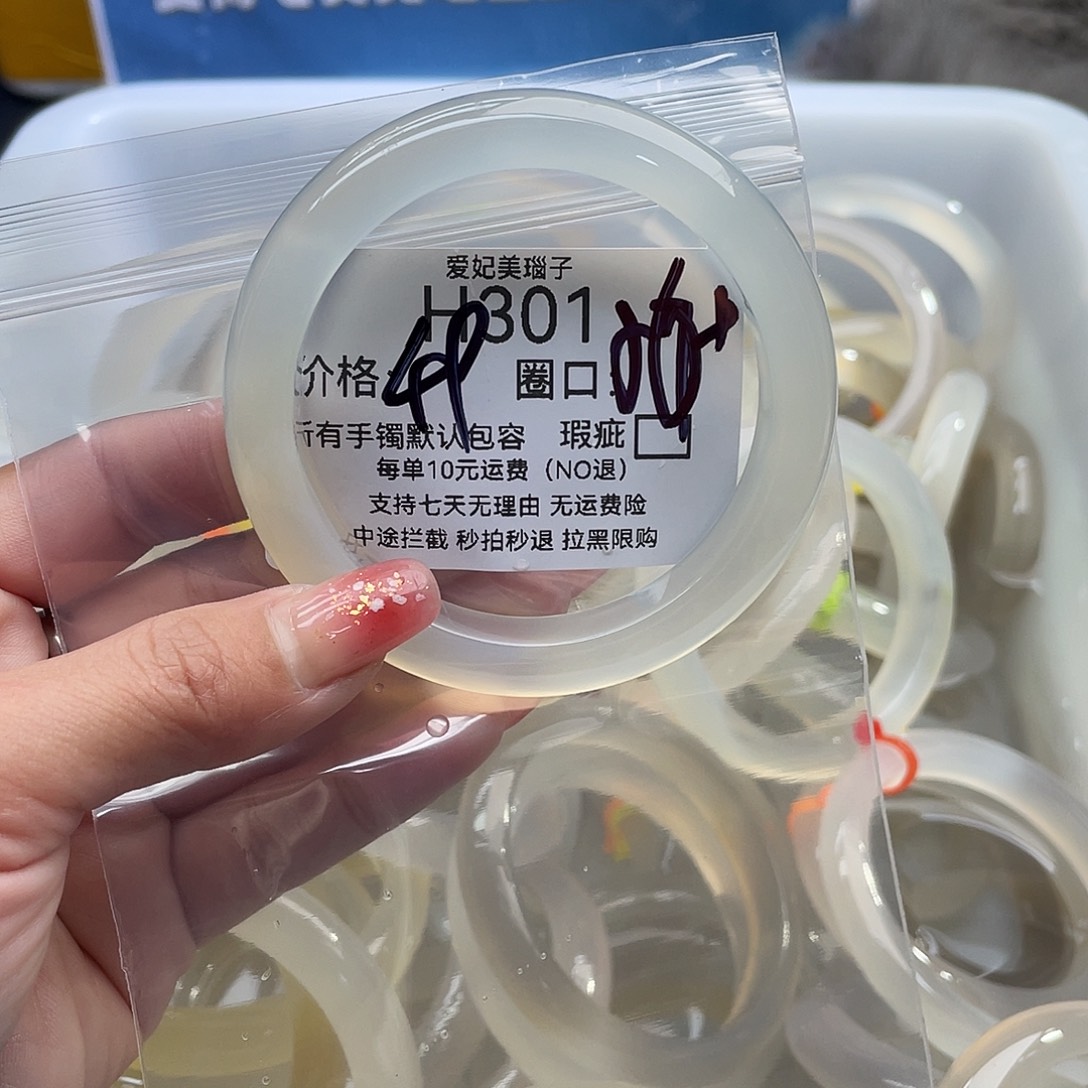 爱妃美瑙子
H301
价格: 49 圈口:
所有手镯默认包容 瑕疵
每单10元运费（NO退）
支持七天无理由 无运费险
中途拦截 秒拍秒退 拉黑限购